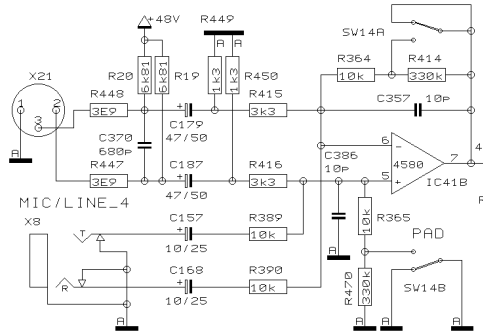 +48V
R449
SW14A
A
A
R364
R414
X21
R20
6k81
6k81
R19
1k3
1k3
R450
10k
330k
1
2
3
R448
R415
C357
10p
3E9
+
C179
47/50
3k3
A
C370
680p
6
-
4
7
4580
R447
C187
R416
C386
10p
5
+
IC41B
3E9
+
47/50
3k3
MIC/LINE_4
X8
C157
R389
10k
R365
T
+
10/25
10k
PAD
A
C168
R390
R470
330k
R
+
10/25
10k
SW14B
A
A
A
A
R